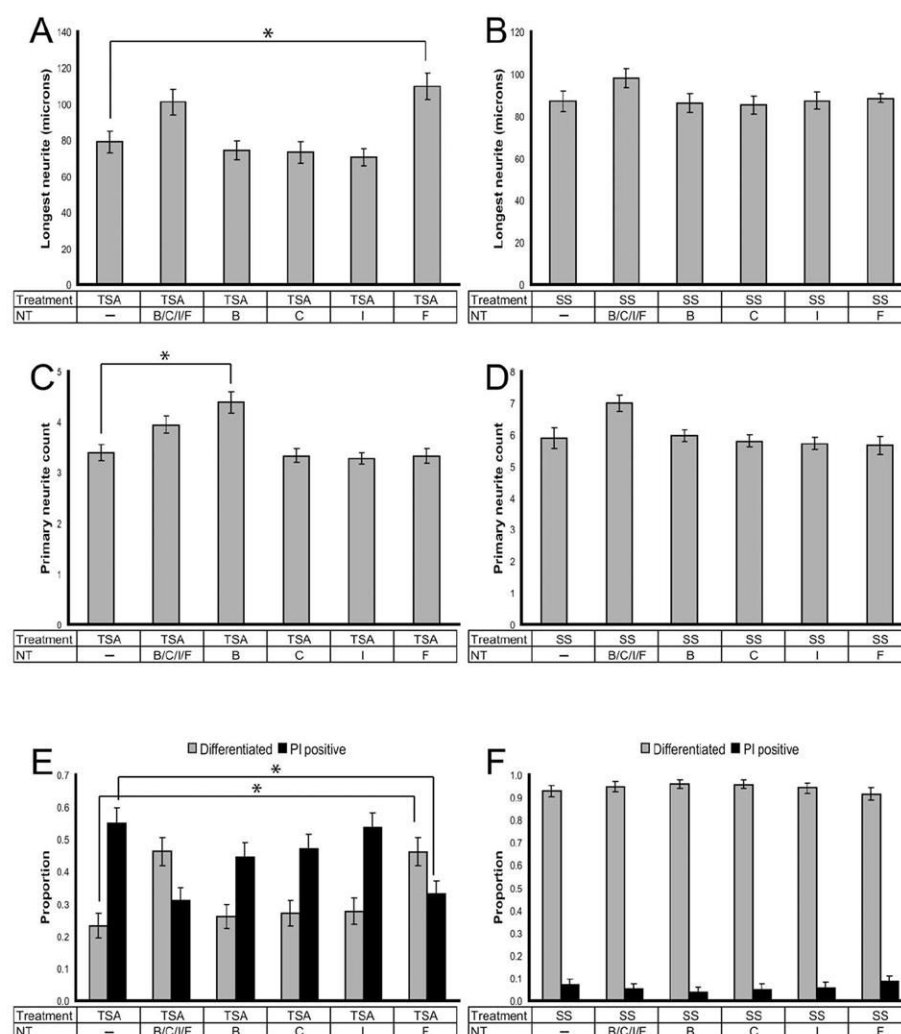 A
*
140
120
100
80
60
40
20
0
Longest neurite (microns)
Treatment TSA TSA TSA TSA TSA TSA
NT – B/C/I/F B C I F
B
120
100
80
60
40
20
0
Longest neurite (microns)
Treatment SS SS SS SS SS SS
NT – B/C/I/F B C I F
C
*
5
4
3
2
1
0
Primary neurite count
Treatment TSA TSA TSA TSA TSA TSA
NT – B/C/I/F B C I F
D
8
7
6
5
4
3
2
1
0
Primary neurite count
Treatment SS SS SS SS SS SS
NT – B/C/I/F B C I F
E
Differentiated PI positive
*
*
0.7
0.6
0.5
0.4
0.3
0.2
0.1
0.0
Proportion
Treatment TSA TSA TSA TSA TSA TSA
NT – B/C/I/F B C I F
F
Differentiated PI positive
1.0
0.9
0.8
0.7
0.6
0.5
0.4
0.3
0.2
0.1
0.0
Proportion
Treatment SS SS SS SS SS SS
NT – B/C/I/F B C I F